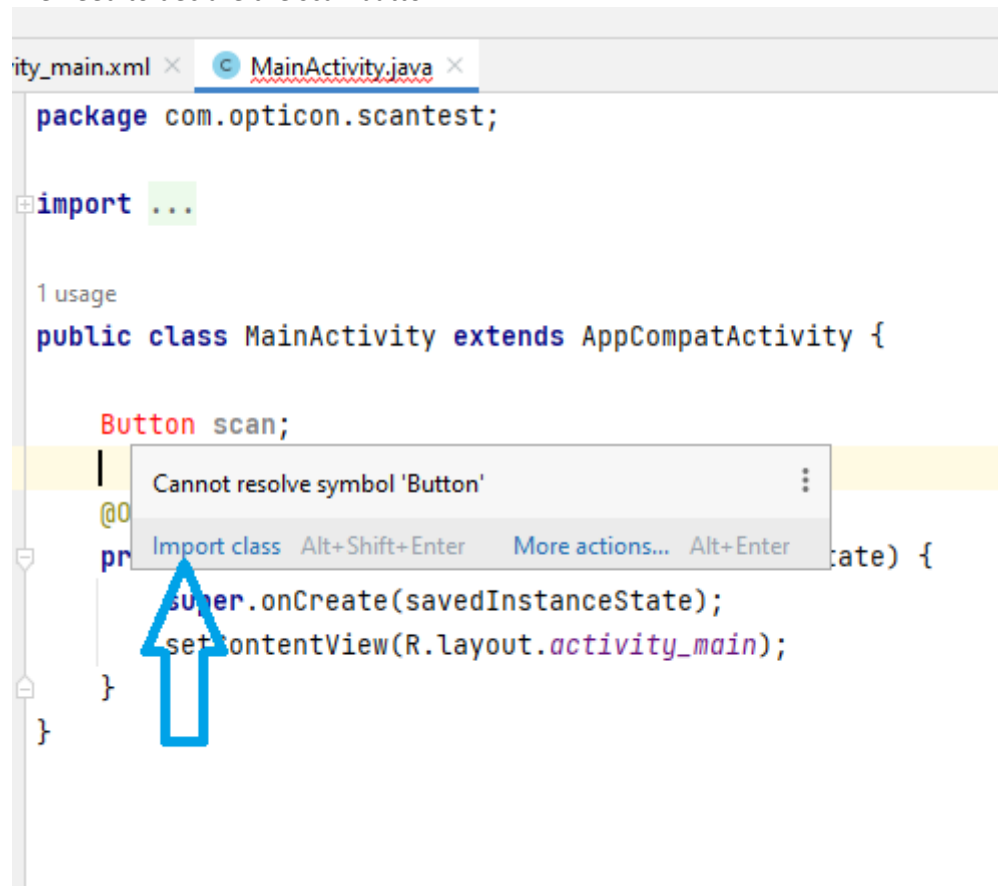 ity_main.xml MainActivity.java
package com.opticon.scantest;
import ...
1 usage
public class MainActivity extends AppCompatActivity {
Button scan;
Cannot resolve symbol 'Button'
@O
Import class Alt+Shift+Enter More actions... Alt+Enter
pr tate) {
super.onCreate(savedInstanceState);
setContentView(R.layout.activity_main);
}
}